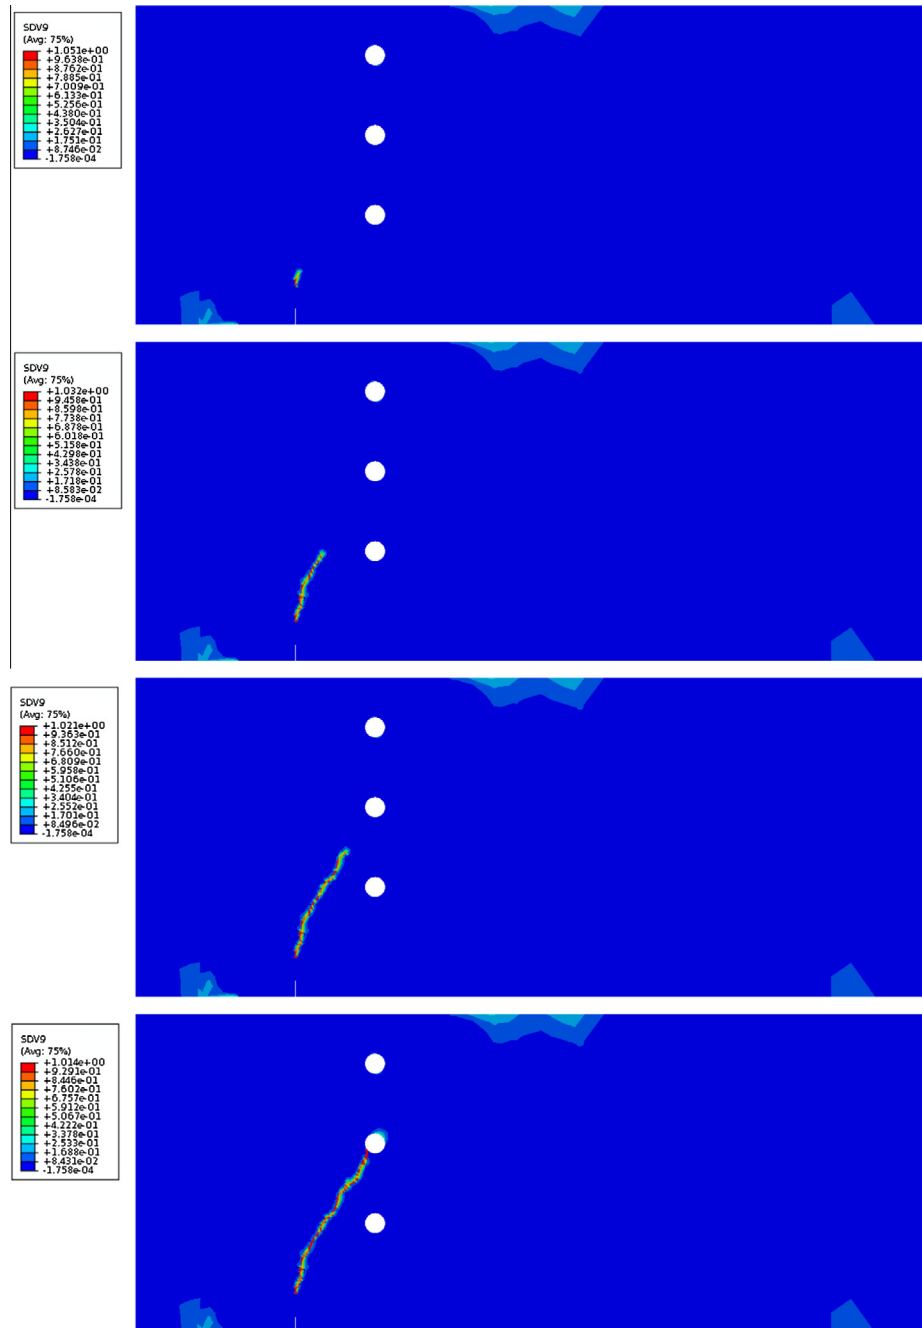 SDV9
(Avg: 75%)
+1.051e+00
+9.638e-01
+8.762e-01
+7.885e-01
+7.009e-01
+6.133e-01
+5.256e-01
+4.380e-01
+3.504e-01
+2.627e-01
+1.751e-01
+8.746e-02
-1.758e-04
SDV9
(Avg: 75%)
+1.032e+00
+9.458e-01
+8.598e-01
+7.738e-01
+6.878e-01
+6.018e-01
+5.158e-01
+4.298e-01
+3.438e-01
+2.578e-01
+1.718e-01
+8.583e-02
-1.758e-04
SDV9
(Avg: 75%)
+1.021e+00
+9.363e-01
+8.512e-01
+7.660e-01
+6.809e-01
+5.958e-01
+5.106e-01
+4.255e-01
+3.404e-01
+2.552e-01
+1.701e-01
+8.496e-02
-1.758e-04
SDV9
(Avg: 75%)
+1.014e+00
+9.291e-01
+8.446e-01
+7.602e-01
+6.757e-01
+5.912e-01
+5.067e-01
+4.222e-01
+3.378e-01
+2.533e-01
+1.688e-01
+8.431e-02
-1.758e-04